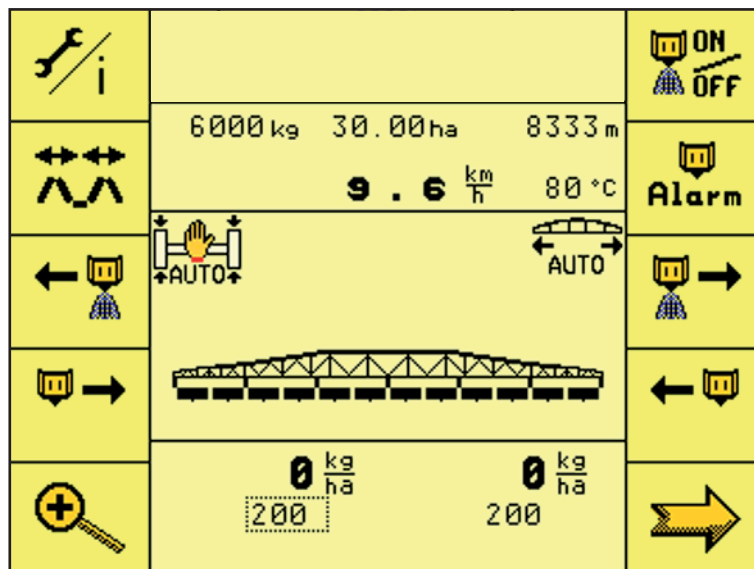 i
ON
OFF
6000 kg 30.00 ha 8333 m
9.6 km/h 80 °C
Alarm
AUTO AUTO
0 kg/ha 0 kg/ha
200 200